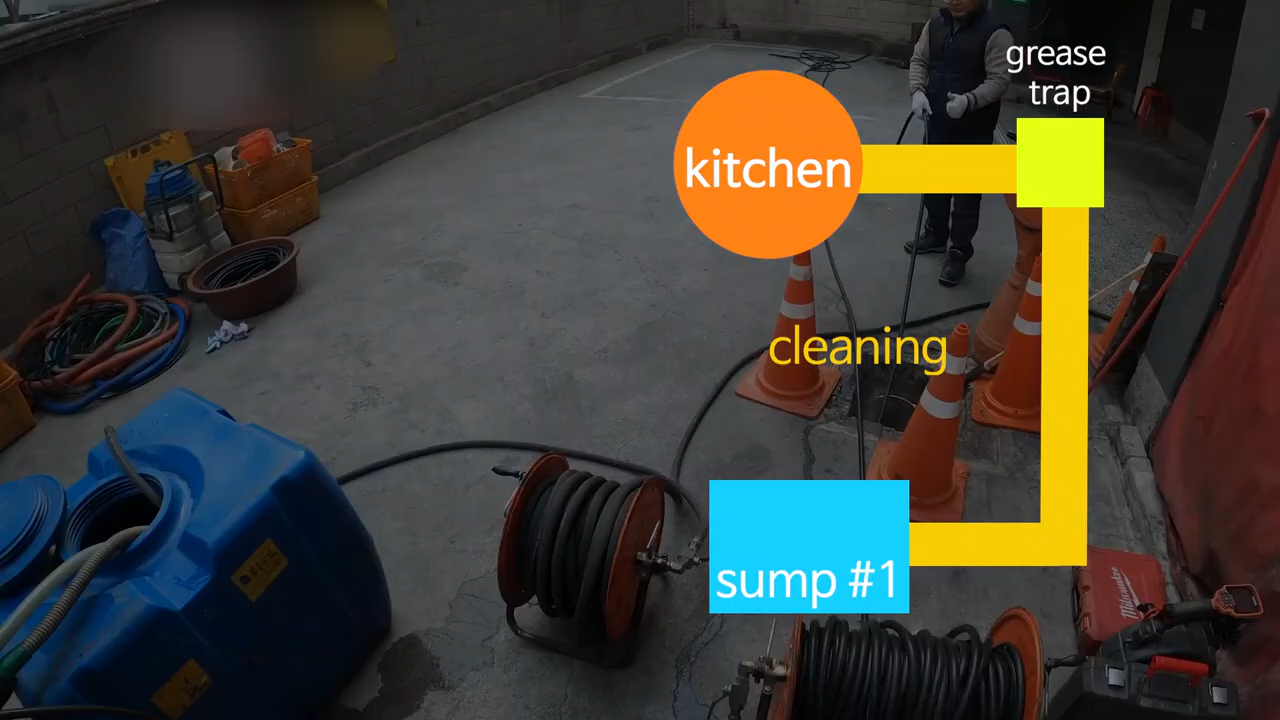 grease
trap
kitchen
cleaning
sump #1
Milwaukee